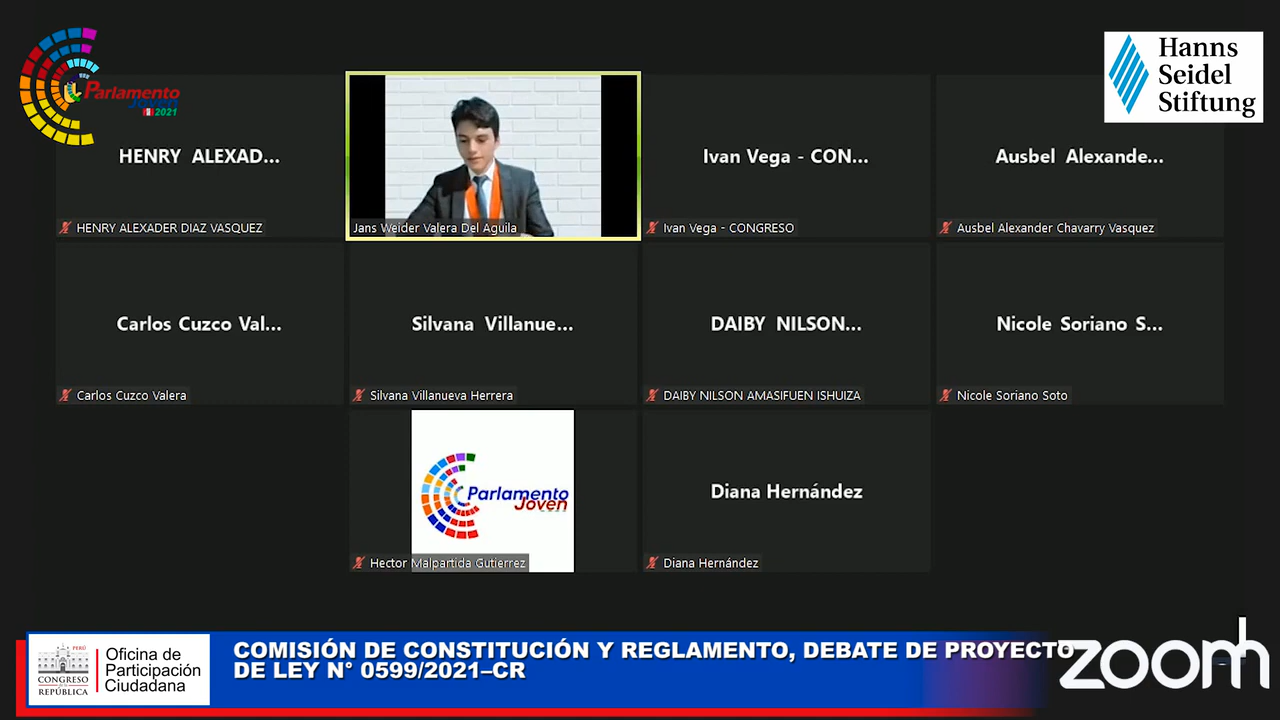 Parlamento
Joven
2021
Hanns
Seidel
Stiftung
HENRY ALEXAD...
HENRY ALEXADER DIAZ VASQUEZ
Jans Weider Valera Del Aguila
Ivan Vega - CON...
Ivan Vega - CONGRESO
Ausbel Alexande...
Ausbel Alexander Chavarry Vasquez
Carlos Cuzco Val...
Carlos Cuzco Valera
Silvana Villanue...
Silvana Villanueva Herrera
DAIBY NILSON...
DAIBY NILSON AMASIFUEN ISHUIZA
Nicole Soriano S...
Nicole Soriano Soto
Parlamento
Joven
Hector Malpartida Gutierrez
Diana Hernández
Diana Hernández
PERÚ
CONGRESO
de la
REPÚBLICA
Oficina de
Participación
Ciudadana
COMISIÓN DE CONSTITUCIÓN Y REGLAMENTO, DEBATE DE PROYECTO
DE LEY N° 0599/2021–CR
zoom